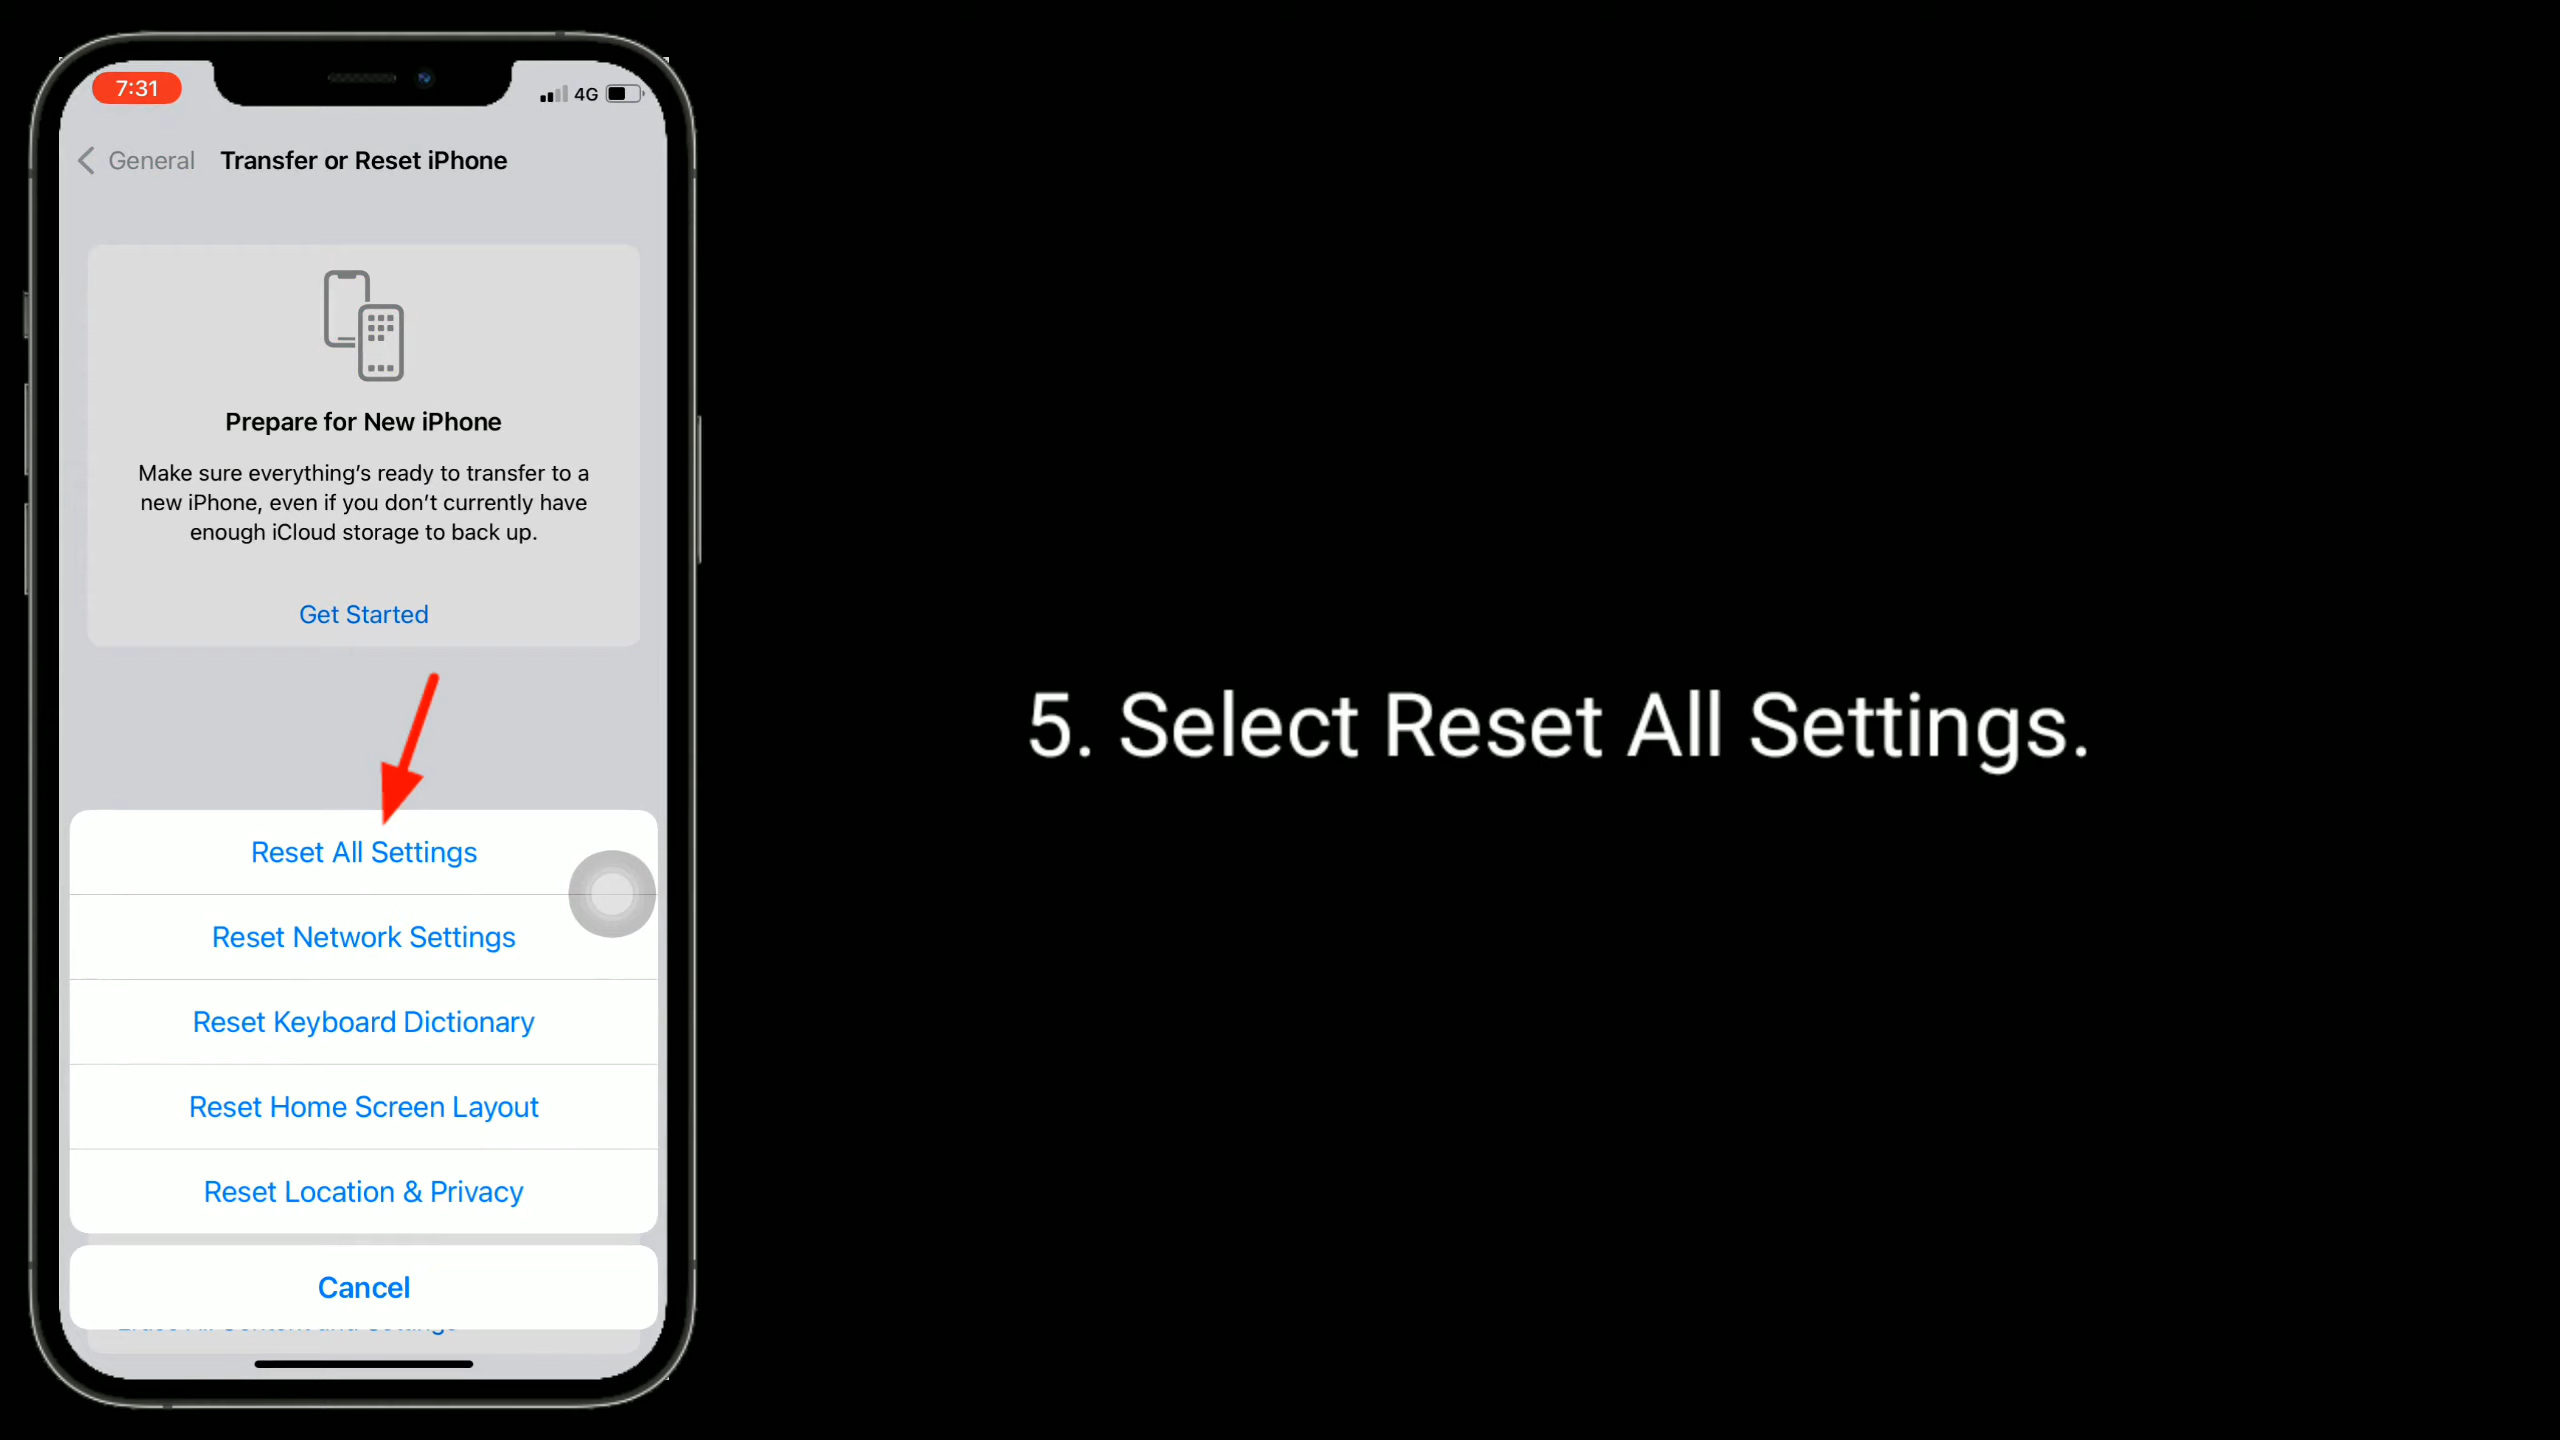 7:31
4G
General
Transfer or Reset iPhone
Prepare for New iPhone
Make sure everything's ready to transfer to a
new iPhone, even if you don't currently have
enough iCloud storage to back up.
Get Started
Reset All Settings
Reset Network Settings
Reset Keyboard Dictionary
Reset Home Screen Layout
Reset Location & Privacy
Cancel
5. Select Reset All Settings.